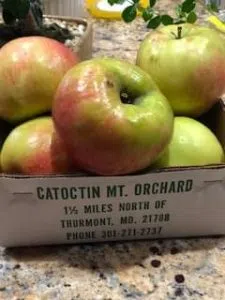 CATOCTIN MT. ORCHARD
1½ MILES NORTH OF
THURMONT, MD. 21788
PHONE 301-271-2737